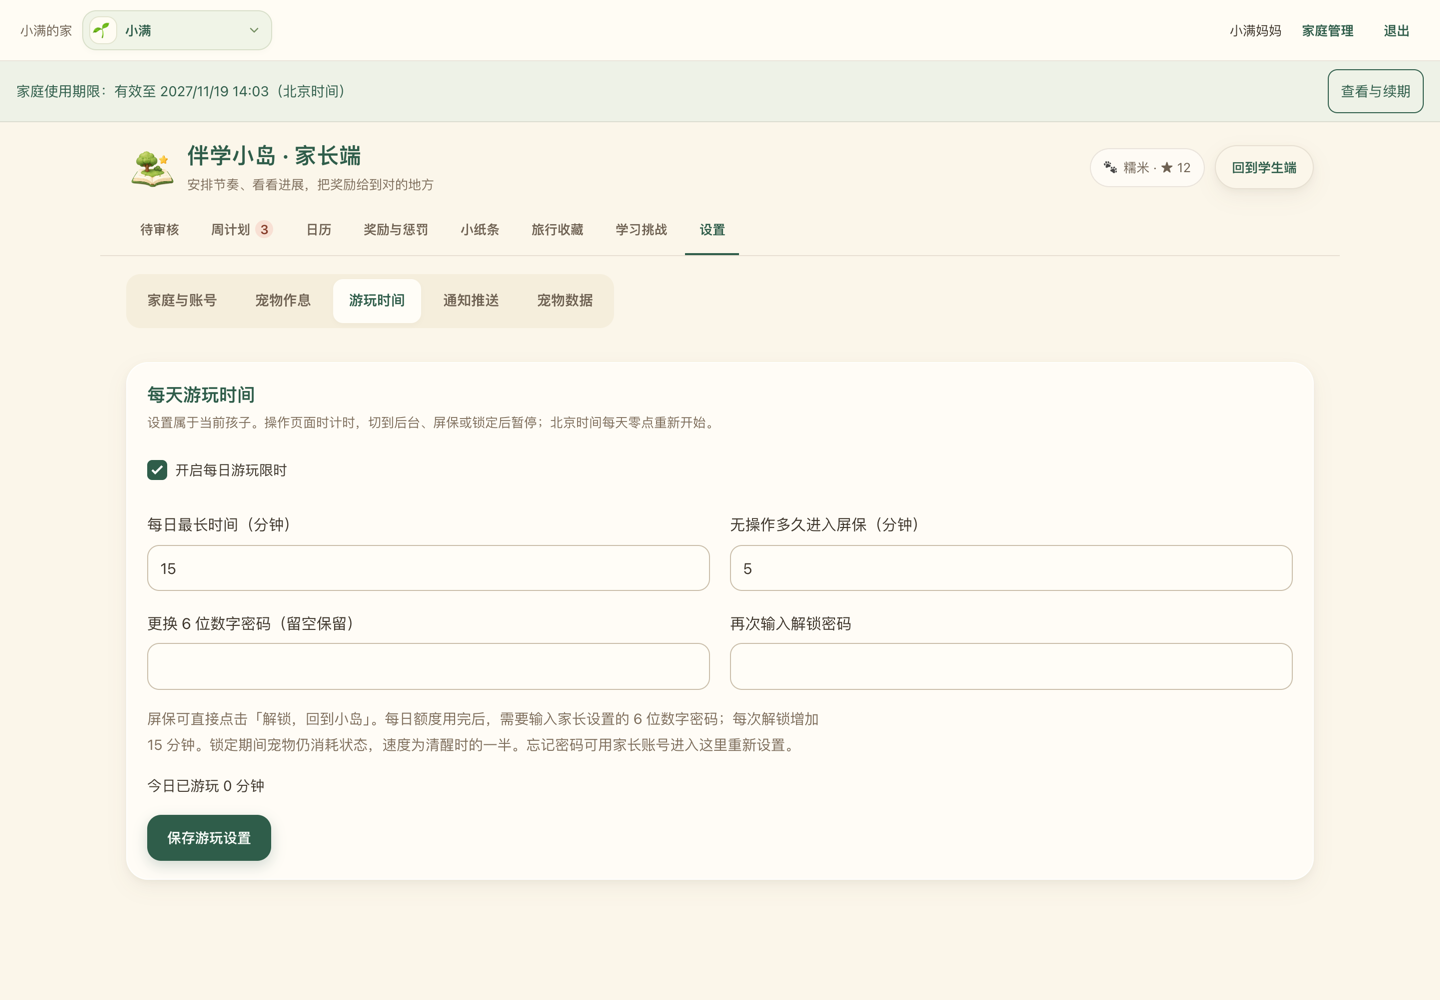 小满的家
小满
小满妈妈
家庭管理
退出
家庭使用期限：有效至 2027/11/19 14:03（北京时间）
查看与续期
伴学小岛 · 家长端
安排节奏、看看进展，把奖励给到对的地方
糯米 · ★ 12
回到学生端
待审核
周计划 3
日历
奖励与惩罚
小纸条
旅行收藏
学习挑战
设置
家庭与账号
宠物作息
游玩时间
通知推送
宠物数据
每天游玩时间
设置属于当前孩子。操作页面时计时，切到后台、屏保或锁定后暂停；北京时间每天零点重新开始。
开启每日游玩限时
每日最长时间（分钟）
15
无操作多久进入屏保（分钟）
5
更换 6 位数字密码（留空保留）
再次输入解锁密码
屏保可直接点击「解锁，回到小岛」。每日额度用完后，需要输入家长设置的 6 位数字密码；每次解锁增加
15 分钟。锁定期间宠物仍消耗状态，速度为清醒时的一半。忘记密码可用家长账号进入这里重新设置。
今日已游玩 0 分钟
保存游玩设置